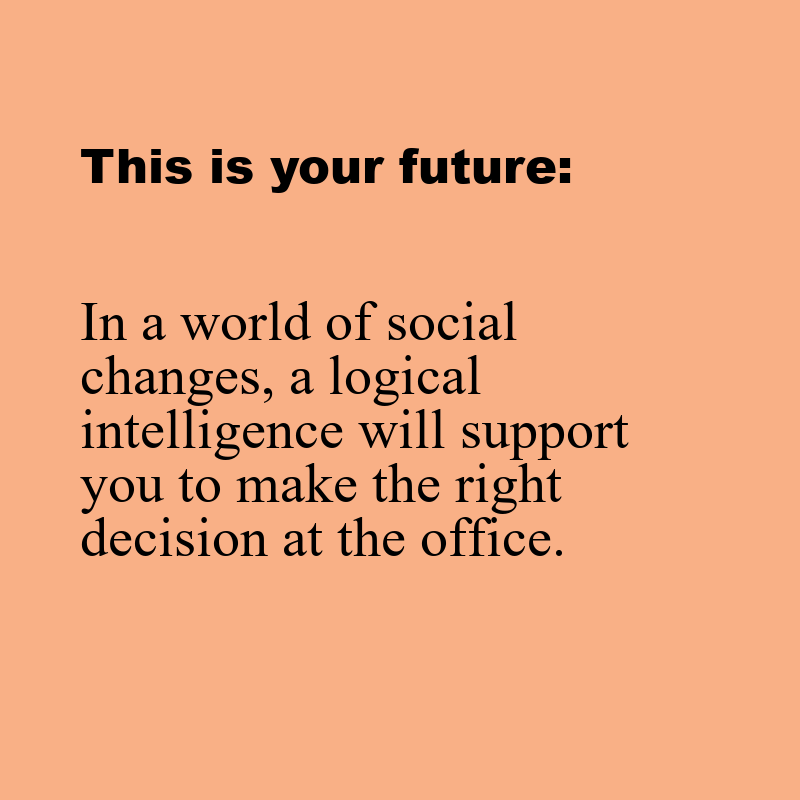 This is your future:
In a world of social
changes, a logical
intelligence will support
you to make the right
decision at the office.